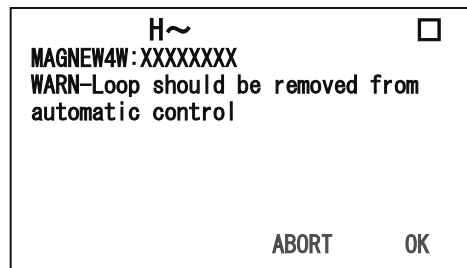 H~
MAGNEW4W:XXXXXXXX
WARN-Loop should be removed from
automatic control
ABORT OK